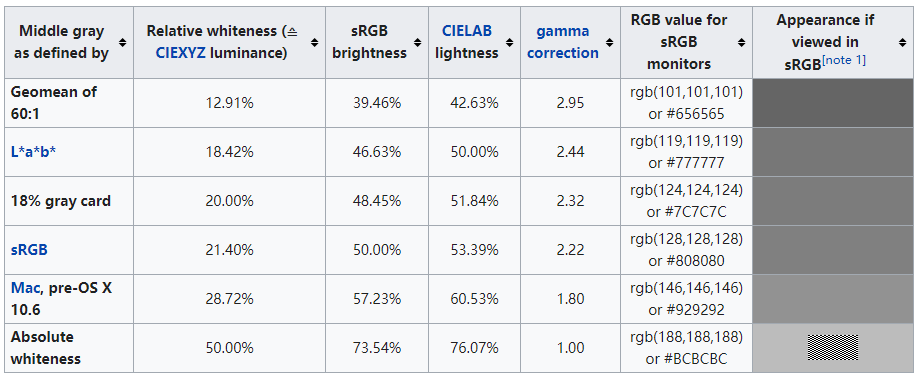 Middle gray as defined by | Relative whiteness (≙ CIEXYZ luminance) | sRGB brightness | CIELAB lightness | gamma correction | RGB value for sRGB monitors | Appearance if viewed in sRGB[note 1]
Geomean of 60:1 | 12.91% | 39.46% | 42.63% | 2.95 | rgb(101,101,101) or #656565
L*a*b* | 18.42% | 46.63% | 50.00% | 2.44 | rgb(119,119,119) or #777777
18% gray card | 20.00% | 48.45% | 51.84% | 2.32 | rgb(124,124,124) or #7C7C7C
sRGB | 21.40% | 50.00% | 53.39% | 2.22 | rgb(128,128,128) or #808080
Mac, pre-OS X 10.6 | 28.72% | 57.23% | 60.53% | 1.80 | rgb(146,146,146) or #929292
Absolute whiteness | 50.00% | 73.54% | 76.07% | 1.00 | rgb(188,188,188) or #BCBCBC